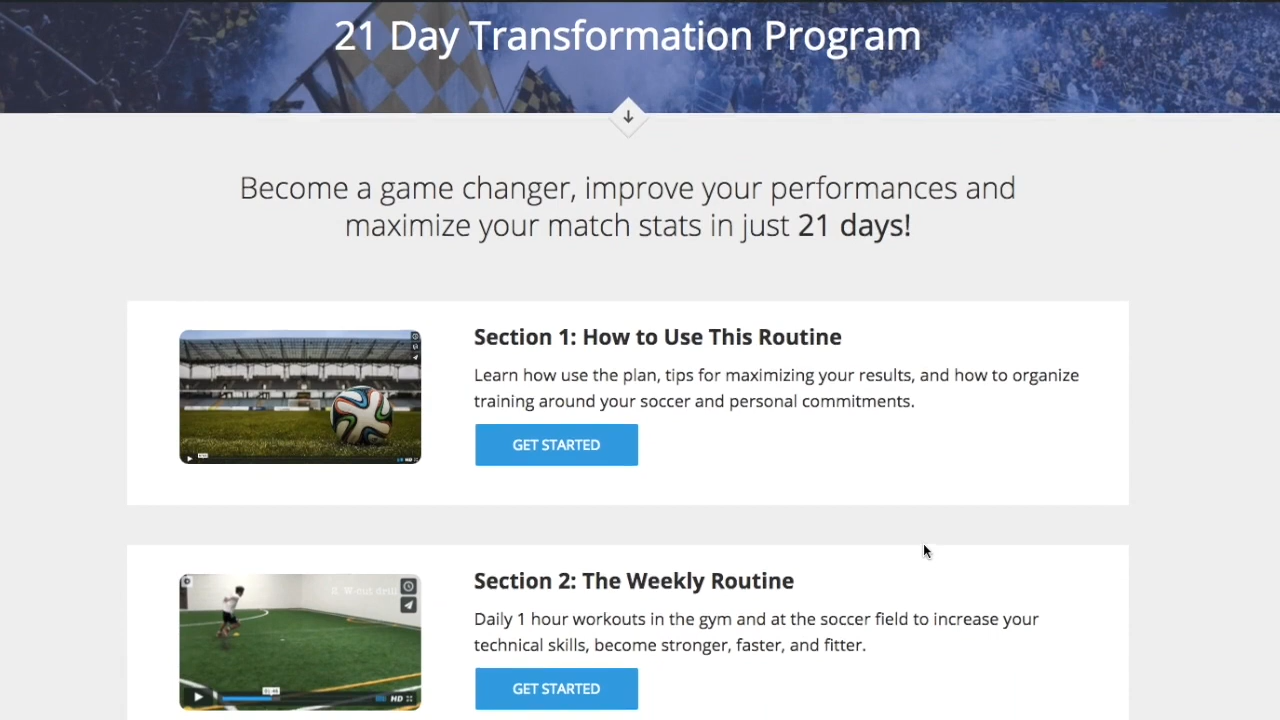 21 Day Transformation Program
Become a game changer, improve your performances and
maximize your match stats in just 21 days!
Section 1: How to Use This Routine
Learn how use the plan, tips for maximizing your results, and how to organize
training around your soccer and personal commitments.
GET STARTED
Section 2: The Weekly Routine
Daily 1 hour workouts in the gym and at the soccer field to increase your
technical skills, become stronger, faster, and fitter.
GET STARTED
HD